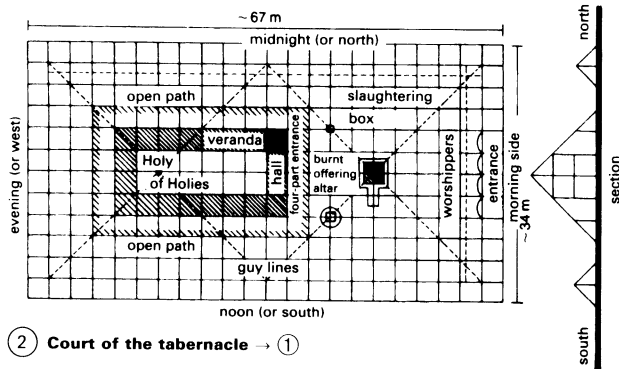 ~ 67 m
midnight (or north)
north
open path
slaughtering
box
veranda
four-part entrance
hall
Holy
of Holies
burnt
offering
altar
worshippers
entrance
morning side
~34 m
evening (or west)
section
open path
guy lines
noon (or south)
south
2 Court of the tabernacle → 1